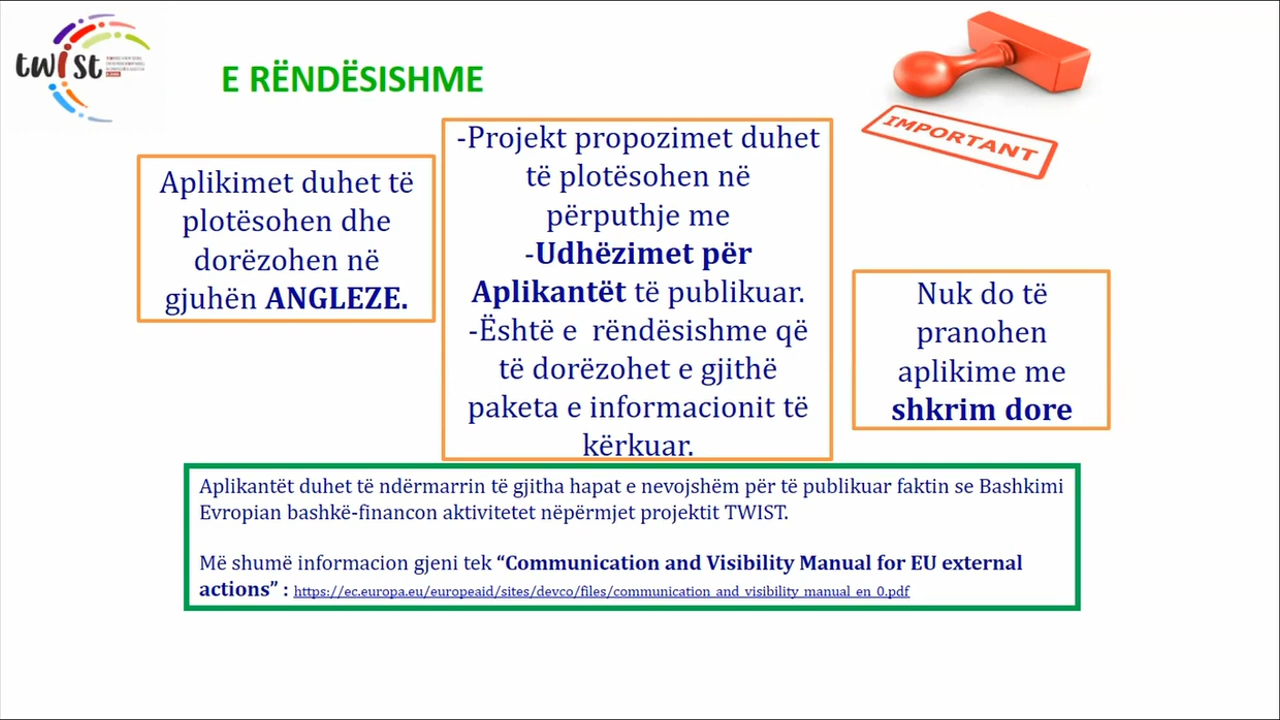 twist
E RËNDËSISHME
IMPORTANT
Aplikimet duhet të
plotësohen dhe
dorëzohen në
gjuhën ANGLEZE.
-Projekt propozimet duhet
të plotësohen në
përputhje me
-Udhëzimet për
Aplikantët të publikuar.
-Është e rëndësishme që
të dorëzohet e gjithë
paketa e informacionit të
kërkuar.
Nuk do të
pranohen
aplikime me
shkrim dore
Aplikantët duhet të ndërmarrin të gjitha hapat e nevojshëm për të publikuar faktin se Bashkimi
Evropian bashkë-financon aktivitetet nëpërmjet projektit TWIST.
Më shumë informacion gjeni tek “Communication and Visibility Manual for EU external
actions” : https://ec.europa.eu/europeaid/sites/devco/files/communication_and_visibility_manual_en_0.pdf